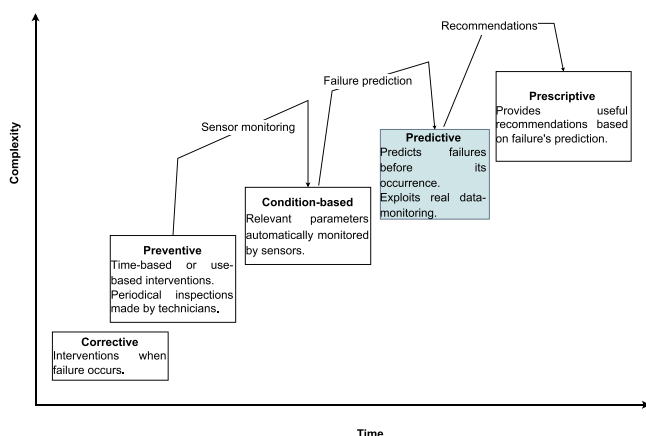 Recommendations
Failure prediction
Sensor monitoring
Complexity
Prescriptive
Provides useful
recommendations based
on failure's prediction.
Predictive
Predicts failures
before its
occurrence.
Exploits real data-
monitoring.
Condition-based
Relevant parameters
automatically monitored
by sensors.
Preventive
Time-based or use-
based interventions.
Periodical inspections
made by technicians.
Corrective
Interventions when
failure occurs.
Time